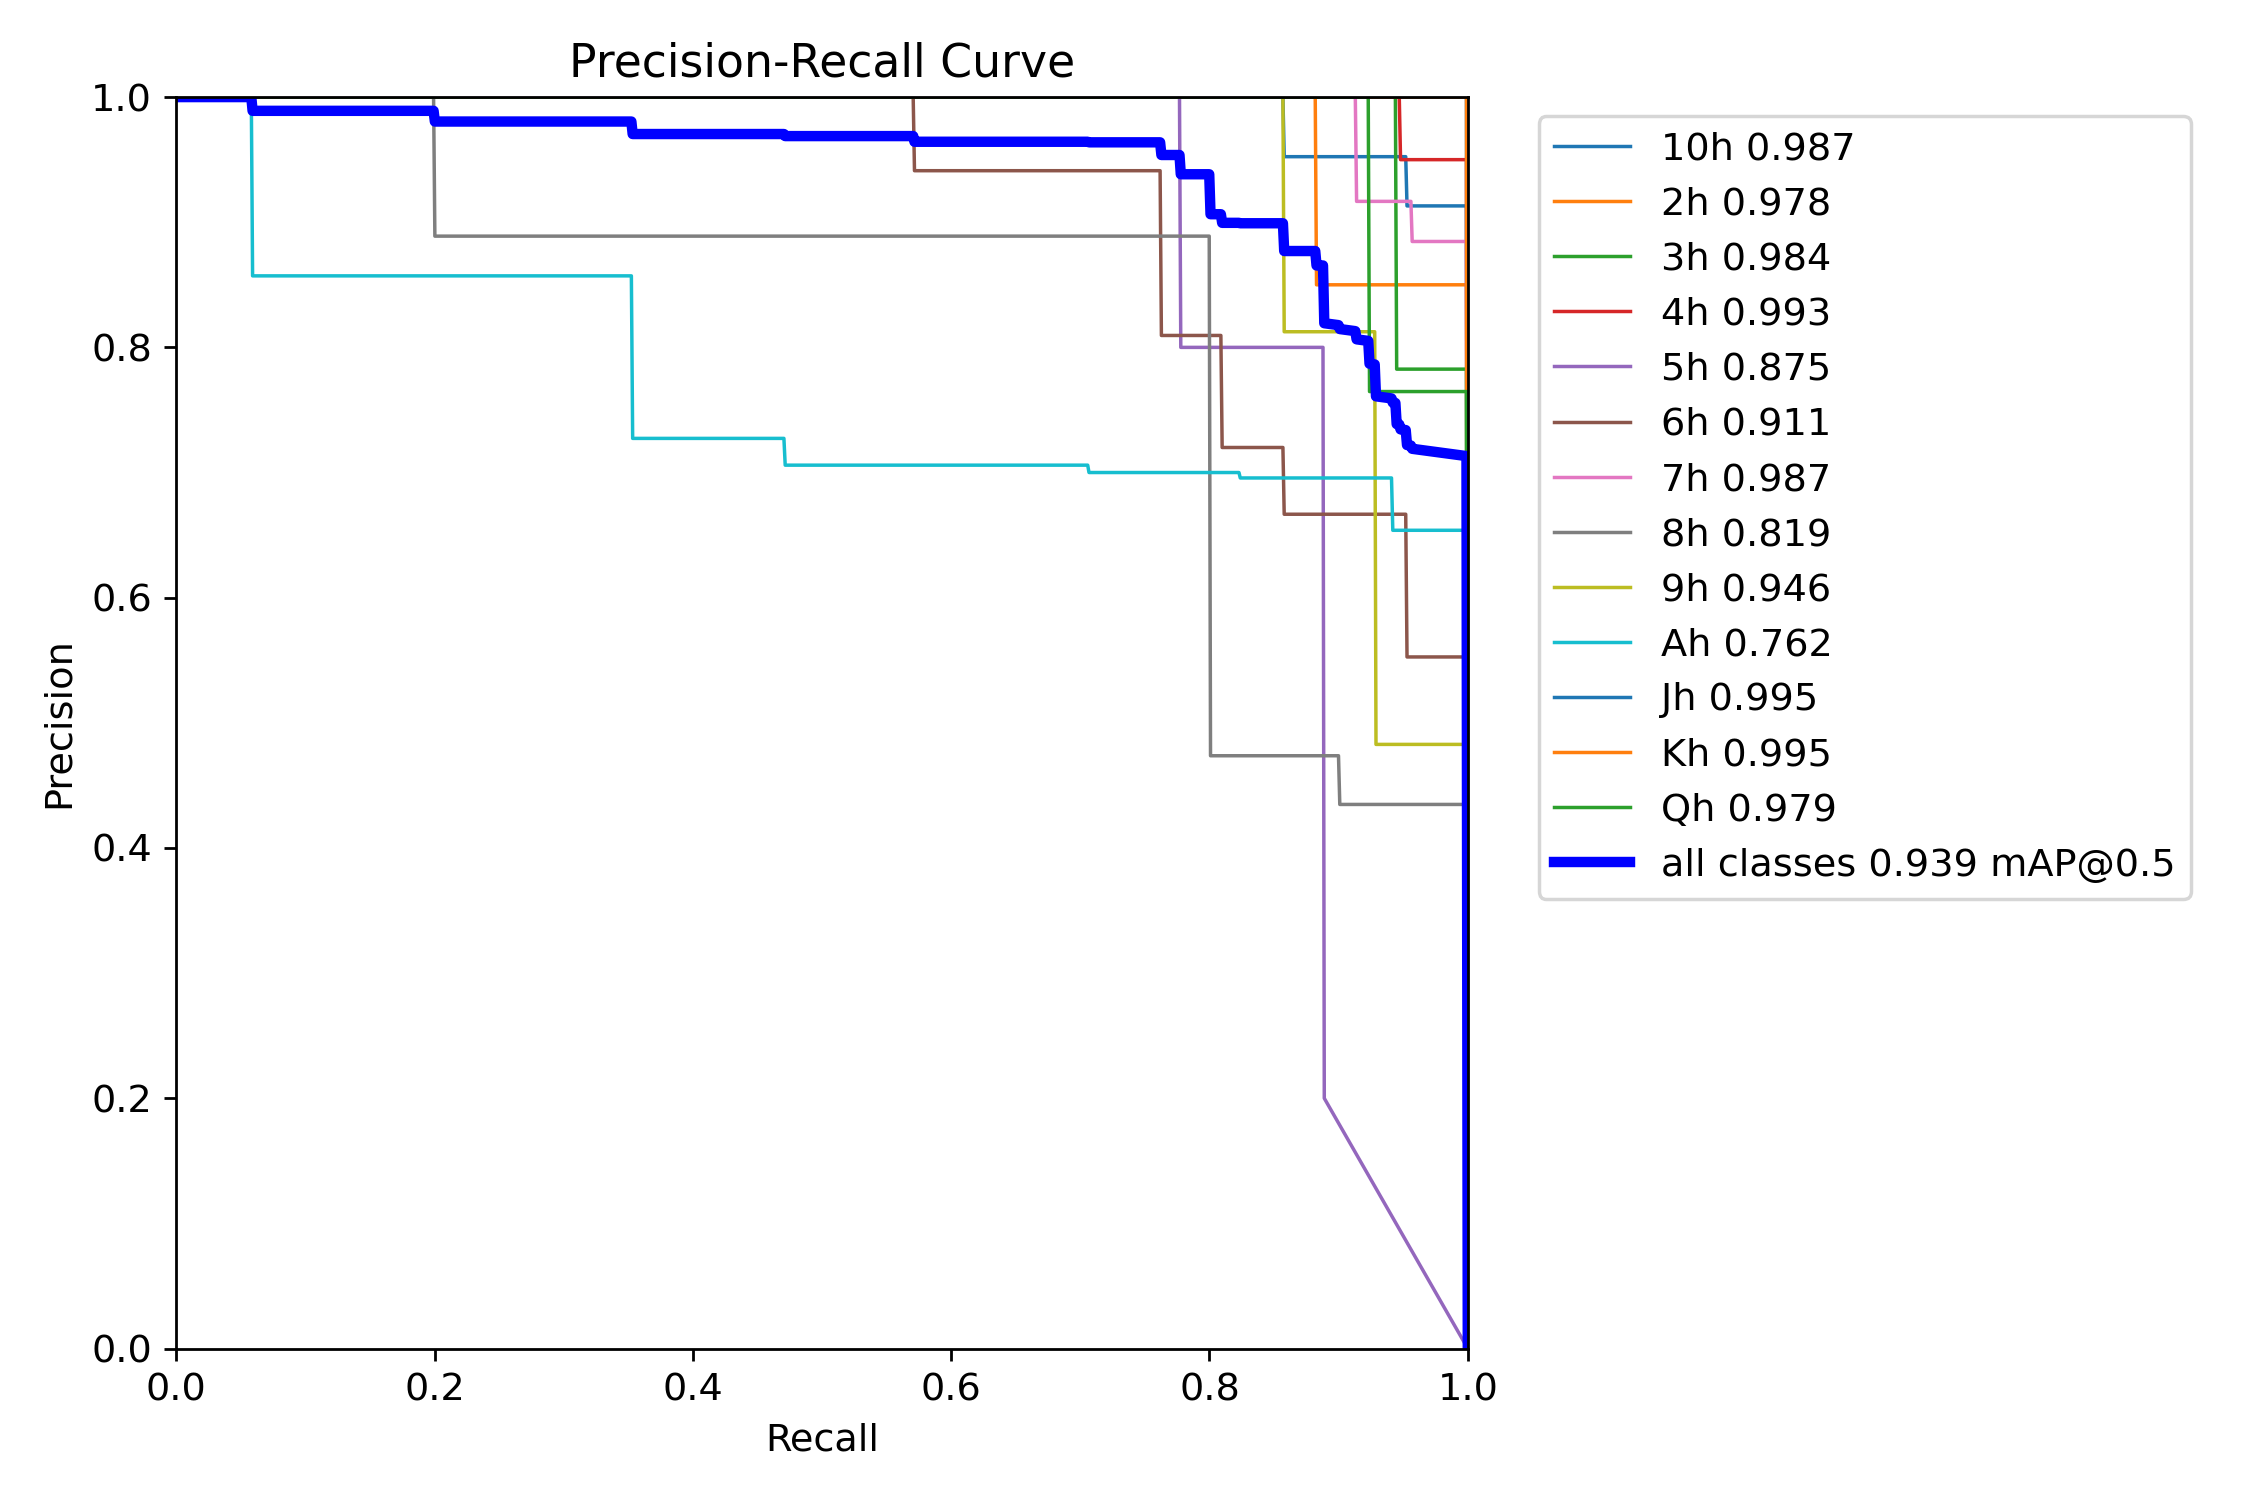 Precision-Recall Curve
1.0
0.8
0.6
0.4
0.2
0.0
Precision
0.0 0.2 0.4 0.6 0.8 1.0
Recall
10h 0.987
2h 0.978
3h 0.984
4h 0.993
5h 0.875
6h 0.911
7h 0.987
8h 0.819
9h 0.946
Ah 0.762
Jh 0.995
Kh 0.995
Qh 0.979
all classes 0.939 mAP@0.5